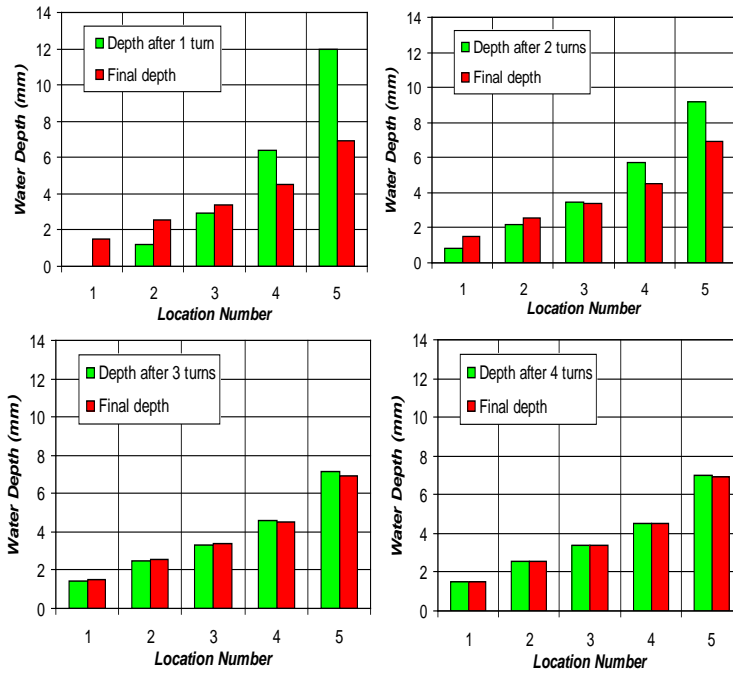 14
12
10
8
6
4
2
0
Water Depth (mm)
Depth after 1 turn
Final depth
1 2 3 4 5
Location Number
14
12
10
8
6
4
2
0
Water Depth (mm)
Depth after 2 turns
Final depth
1 2 3 4 5
Location Number
14
12
10
8
6
4
2
0
Water Depth (mm)
Depth after 3 turns
Final depth
1 2 3 4 5
Location Number
14
12
10
8
6
4
2
0
Water Depth (mm)
Depth after 4 turns
Final depth
1 2 3 4 5
Location Number